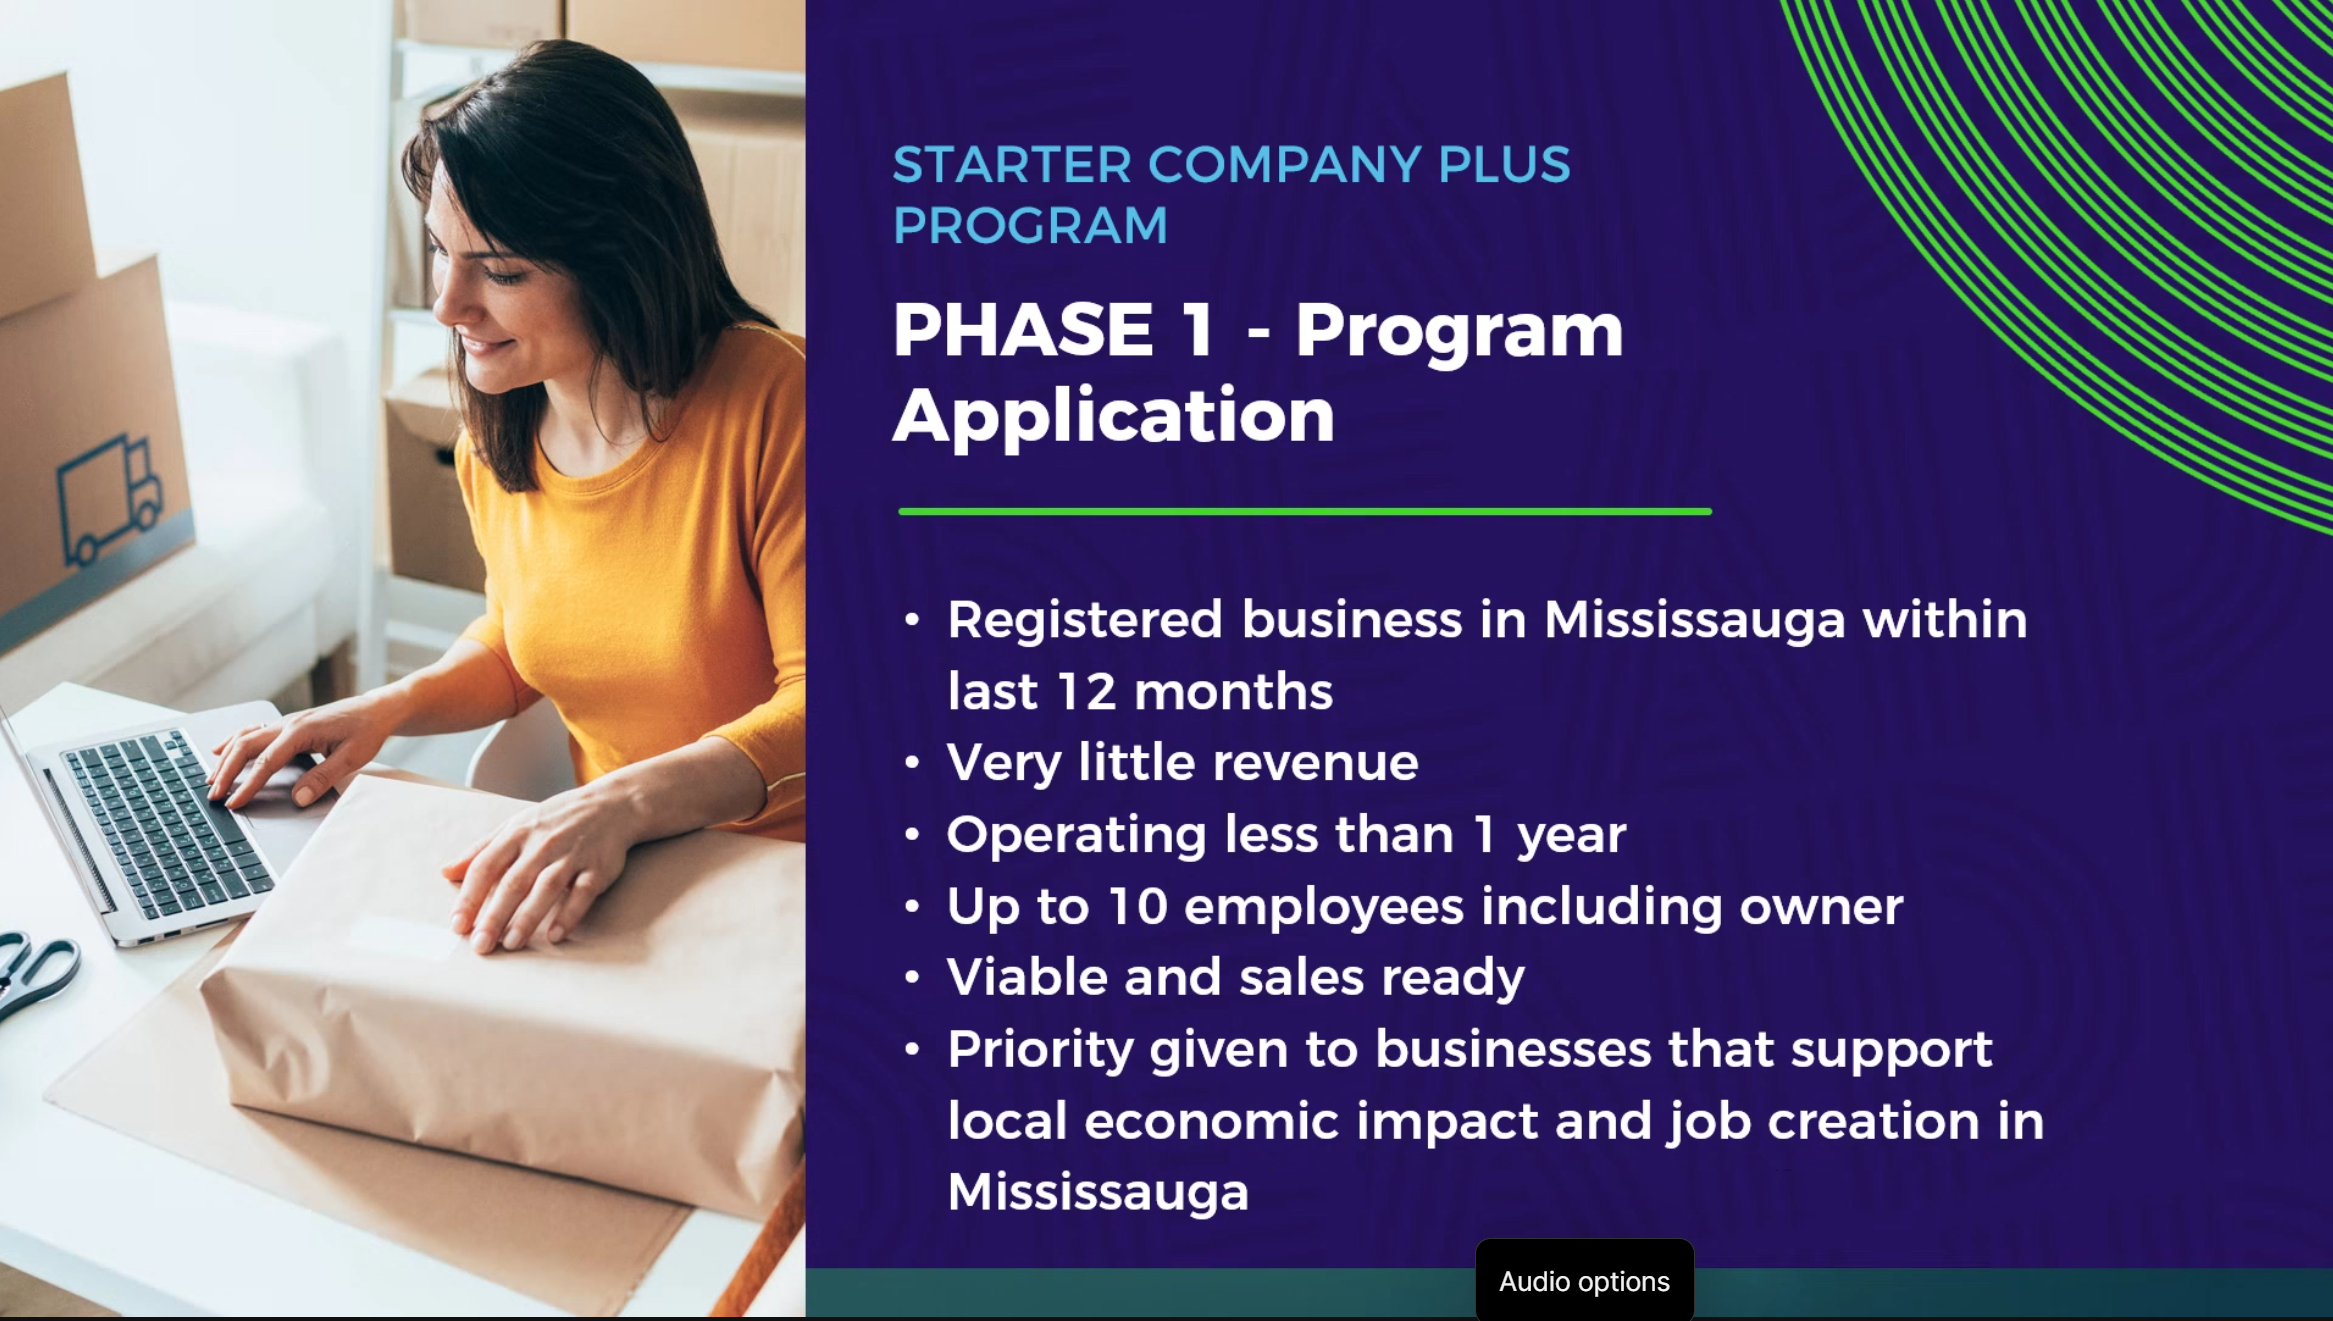 STARTER COMPANY PLUS
PROGRAM
PHASE 1 - Program
Application
• Registered business in Mississauga within
last 12 months
• Very little revenue
• Operating less than 1 year
• Up to 10 employees including owner
• Viable and sales ready
• Priority given to businesses that support
local economic impact and job creation in
Mississauga
Audio options